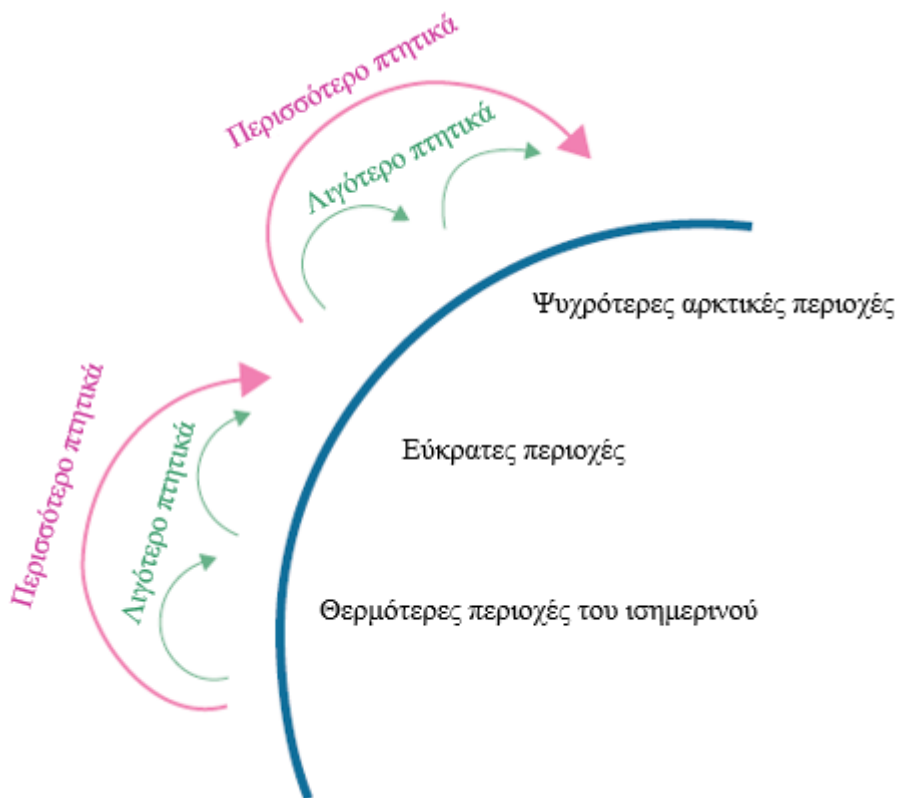 Περισσότερο πτητικά
Λιγότερο πτητικά
Ψυχρότερες αρκτικές περιοχές
Περισσότερο πτητικά
Λιγότερο πτητικά
Εύκρατες περιοχές
Θερμότερες περιοχές του ισημερινού